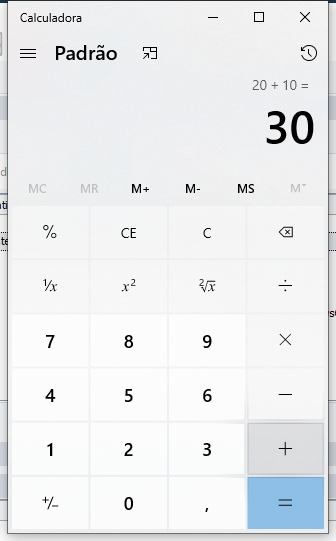 Calculadora
Padrão
20 + 10 =
30
MC MR M+ M- MS M˅
% CE C
¹/x x² ²√x ÷
7 8 9 ×
4 5 6 −
1 2 3 +
+/− 0 , =